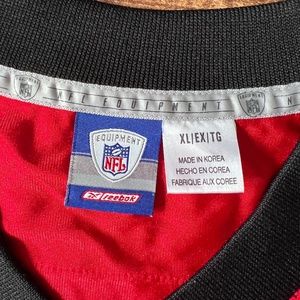 NFL EQUIPMENT
EQUIPMENT
NFL
Reebok
XL/EX/TG
MADE IN KOREA
HECHO EN COREA
FABRIQUE AUX COREE